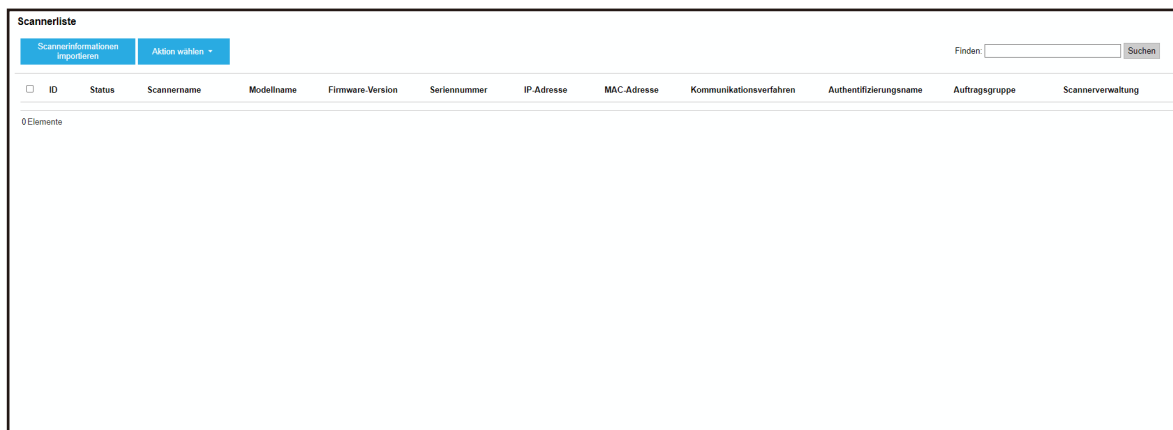 Scannerliste
Scannerinformationen
importieren
Aktion wählen
Finden:
Suchen
ID Status Scannername Modellname Firmware-Version Seriennummer IP-Adresse MAC-Adresse Kommunikationsverfahren Authentifizierungsname Auftragsgruppe Scannerverwaltung
0 Elemente